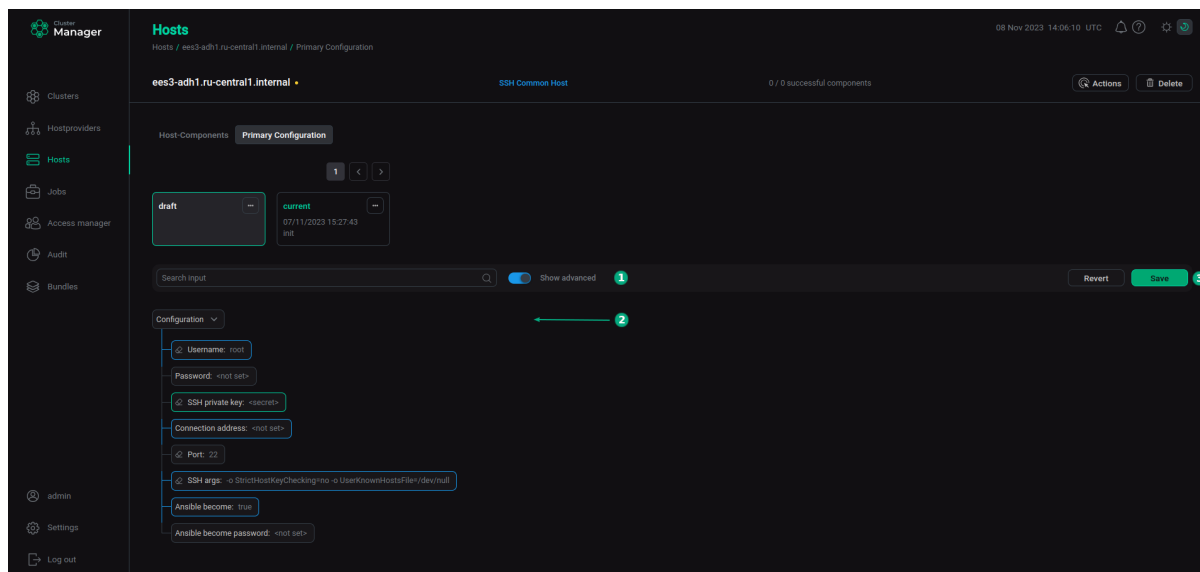 Cluster
Manager
Clusters
Hostproviders
Hosts
Jobs
Access manager
Audit
Bundles
admin
Settings
Log out
Hosts
08 Nov 2023 14:06:10 UTC
Hosts / ees3-adh1.ru-central1.internal / Primary Configuration
ees3-adh1.ru-central1.internal
SSH Common Host
0 / 0 successful components
Actions
Delete
Host-Components
Primary Configuration
1
draft
current
07/11/2023 15:27:43
init
Search input
Show advanced
1
Revert
Save
3
Configuration
2
Username: root
Password: <not set>
SSH private key: <secret>
Connection address: <not set>
Port: 22
SSH args: -o StrictHostKeyChecking=no -o UserKnownHostsFile=/dev/null
Ansible become: true
Ansible become password: <not set>